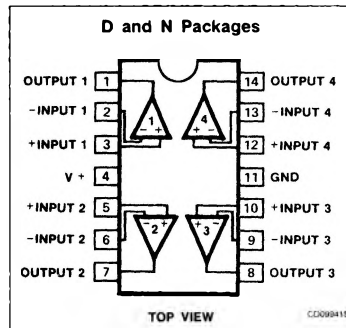 D and N Packages
OUTPUT 1 1 14 OUTPUT 4
-INPUT 1 2 13 -INPUT 4
1 4
- + - +
+INPUT 1 3 12 +INPUT 4
V + 4 11 GND
+INPUT 2 5 10 +INPUT 3
+ - + -
2 3
-INPUT 2 6 9 -INPUT 3
OUTPUT 2 7 8 OUTPUT 3
TOP VIEW